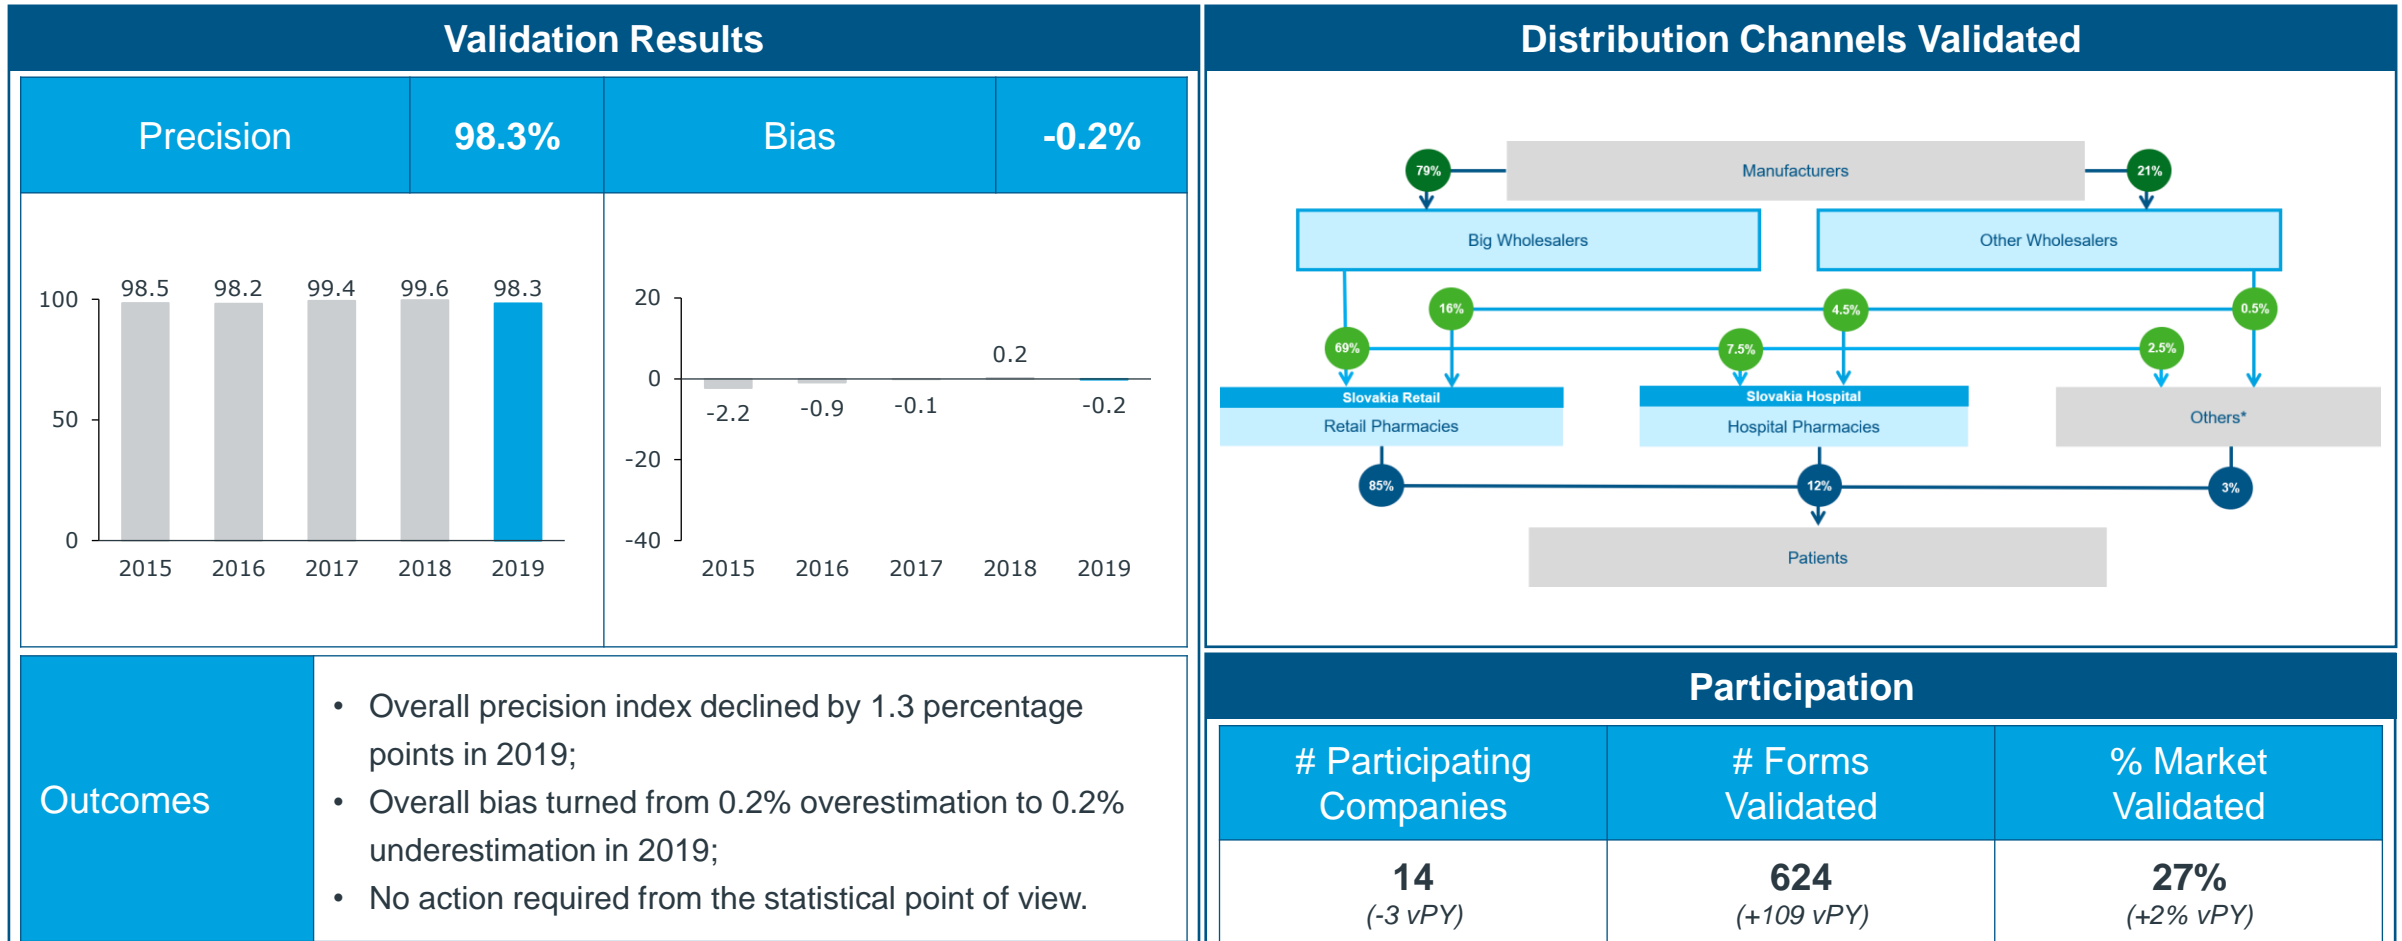 Validation Results
Precision
98.3%
Bias
-0.2%
100
50
0
98.5
98.2
99.4
99.6
98.3
2015
2016
2017
2018
2019
20
0
-20
-40
-2.2
-0.9
-0.1
0.2
-0.2
2015
2016
2017
2018
2019
Outcomes
• Overall precision index declined by 1.3 percentage
points in 2019;
• Overall bias turned from 0.2% overestimation to 0.2%
underestimation in 2019;
• No action required from the statistical point of view.
Distribution Channels Validated
79%
Manufacturers
21%
Big Wholesalers
Other Wholesalers
16%
4.5%
0.5%
69%
7.5%
2.5%
Slovakia Retail
Retail Pharmacies
Slovakia Hospital
Hospital Pharmacies
Others*
85%
12%
3%
Patients
Participation
# Participating
Companies
# Forms
Validated
% Market
Validated
14
(-3 vPY)
624
(+109 vPY)
27%
(+2% vPY)